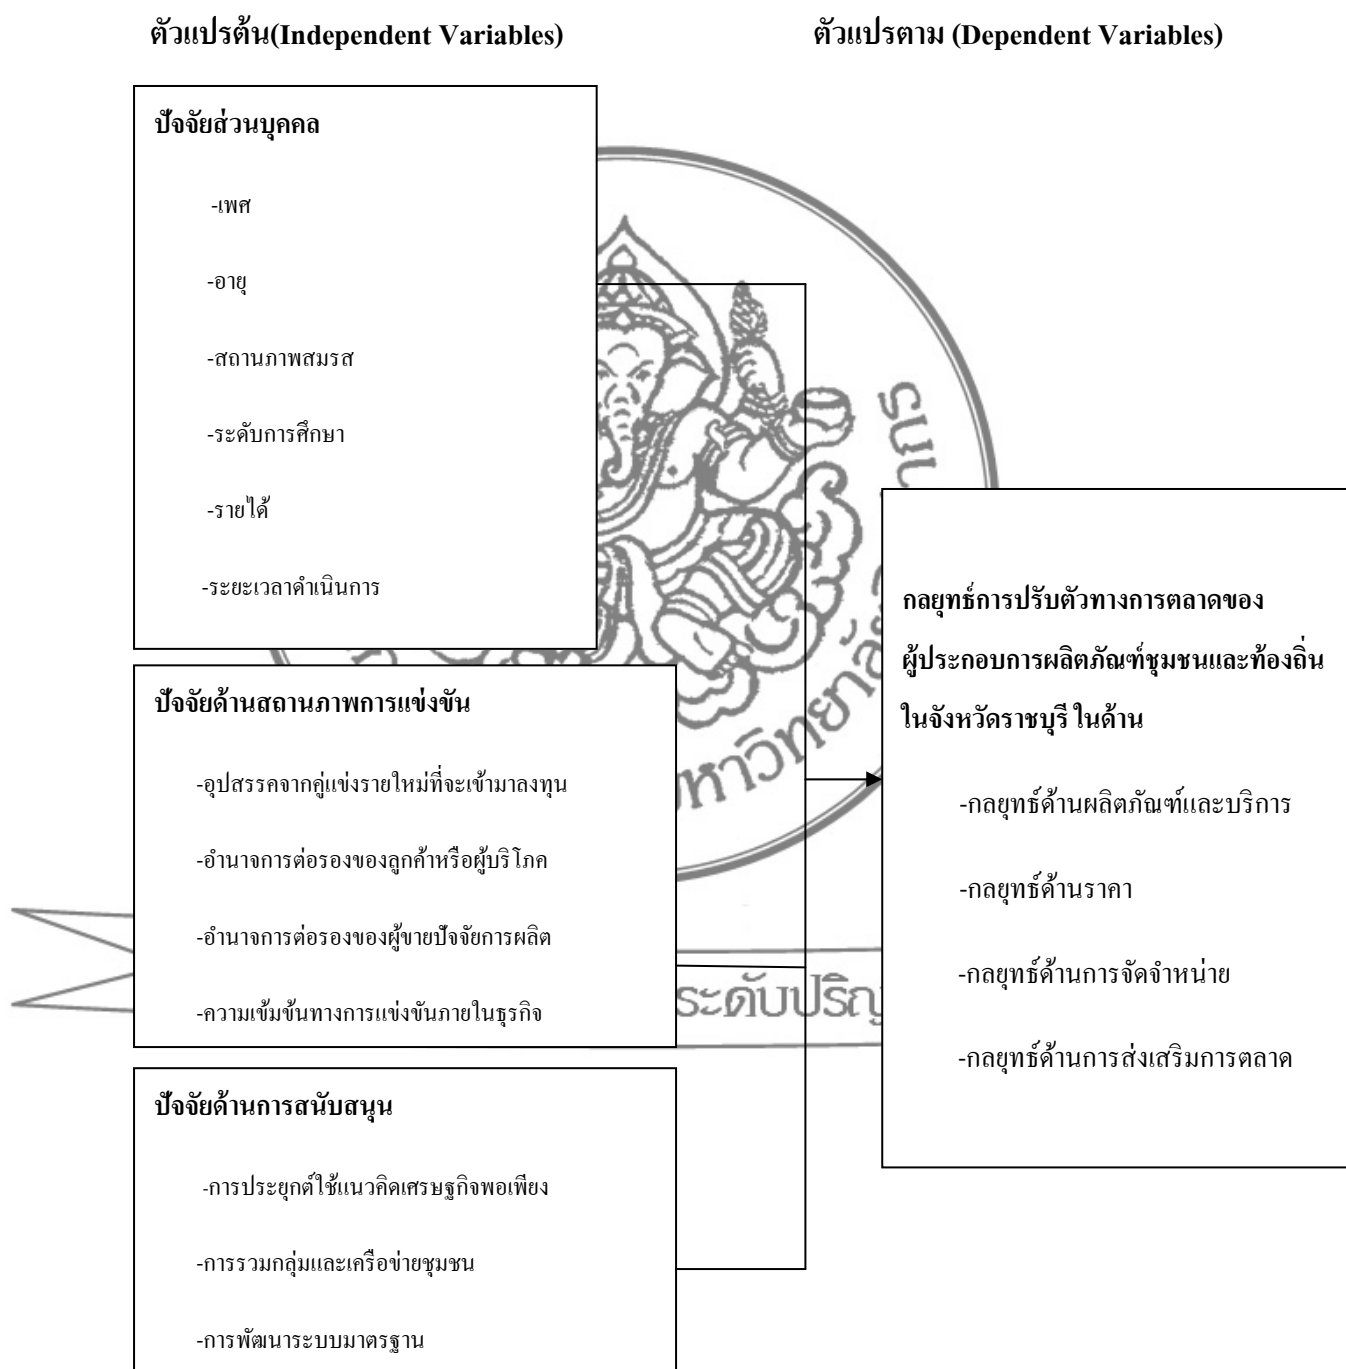 ตัวแปรต้น(Independent Variables)
ตัวแปรตาม (Dependent Variables)
ปัจจัยส่วนบุคคล
-เพศ
-อายุ
-สถานภาพสมรส
-ระดับการศึกษา
-รายได้
-ระยะเวลาดำเนินการ
ปัจจัยด้านสถานภาพการแข่งขัน
-อุปสรรคจากคู่แข่งรายใหม่ที่จะเข้ามาลงทุน
-อำนาจการต่อรองของลูกค้าหรือผู้บริโภค
-อำนาจการต่อรองของผู้ขายปัจจัยการผลิต
-ความเข้มข้นทางการแข่งขันภายในธุรกิจ
ปัจจัยด้านการสนับสนุน
-การประยุกต์ใช้แนวคิดเศรษฐกิจพอเพียง
-การรวมกลุ่มและเครือข่ายชุมชน
-การพัฒนาระบบมาตรฐาน
กลยุทธ์การปรับตัวทางการตลาดของ
ผู้ประกอบการผลิตภัณฑ์ชุมชนและท้องถิ่น
ในจังหวัดราชบุรี ในด้าน
-กลยุทธ์ด้านผลิตภัณฑ์และบริการ
-กลยุทธ์ด้านราคา
-กลยุทธ์ด้านการจัดจำหน่าย
-กลยุทธ์ด้านการส่งเสริมการตลาด
ระดับปริญ